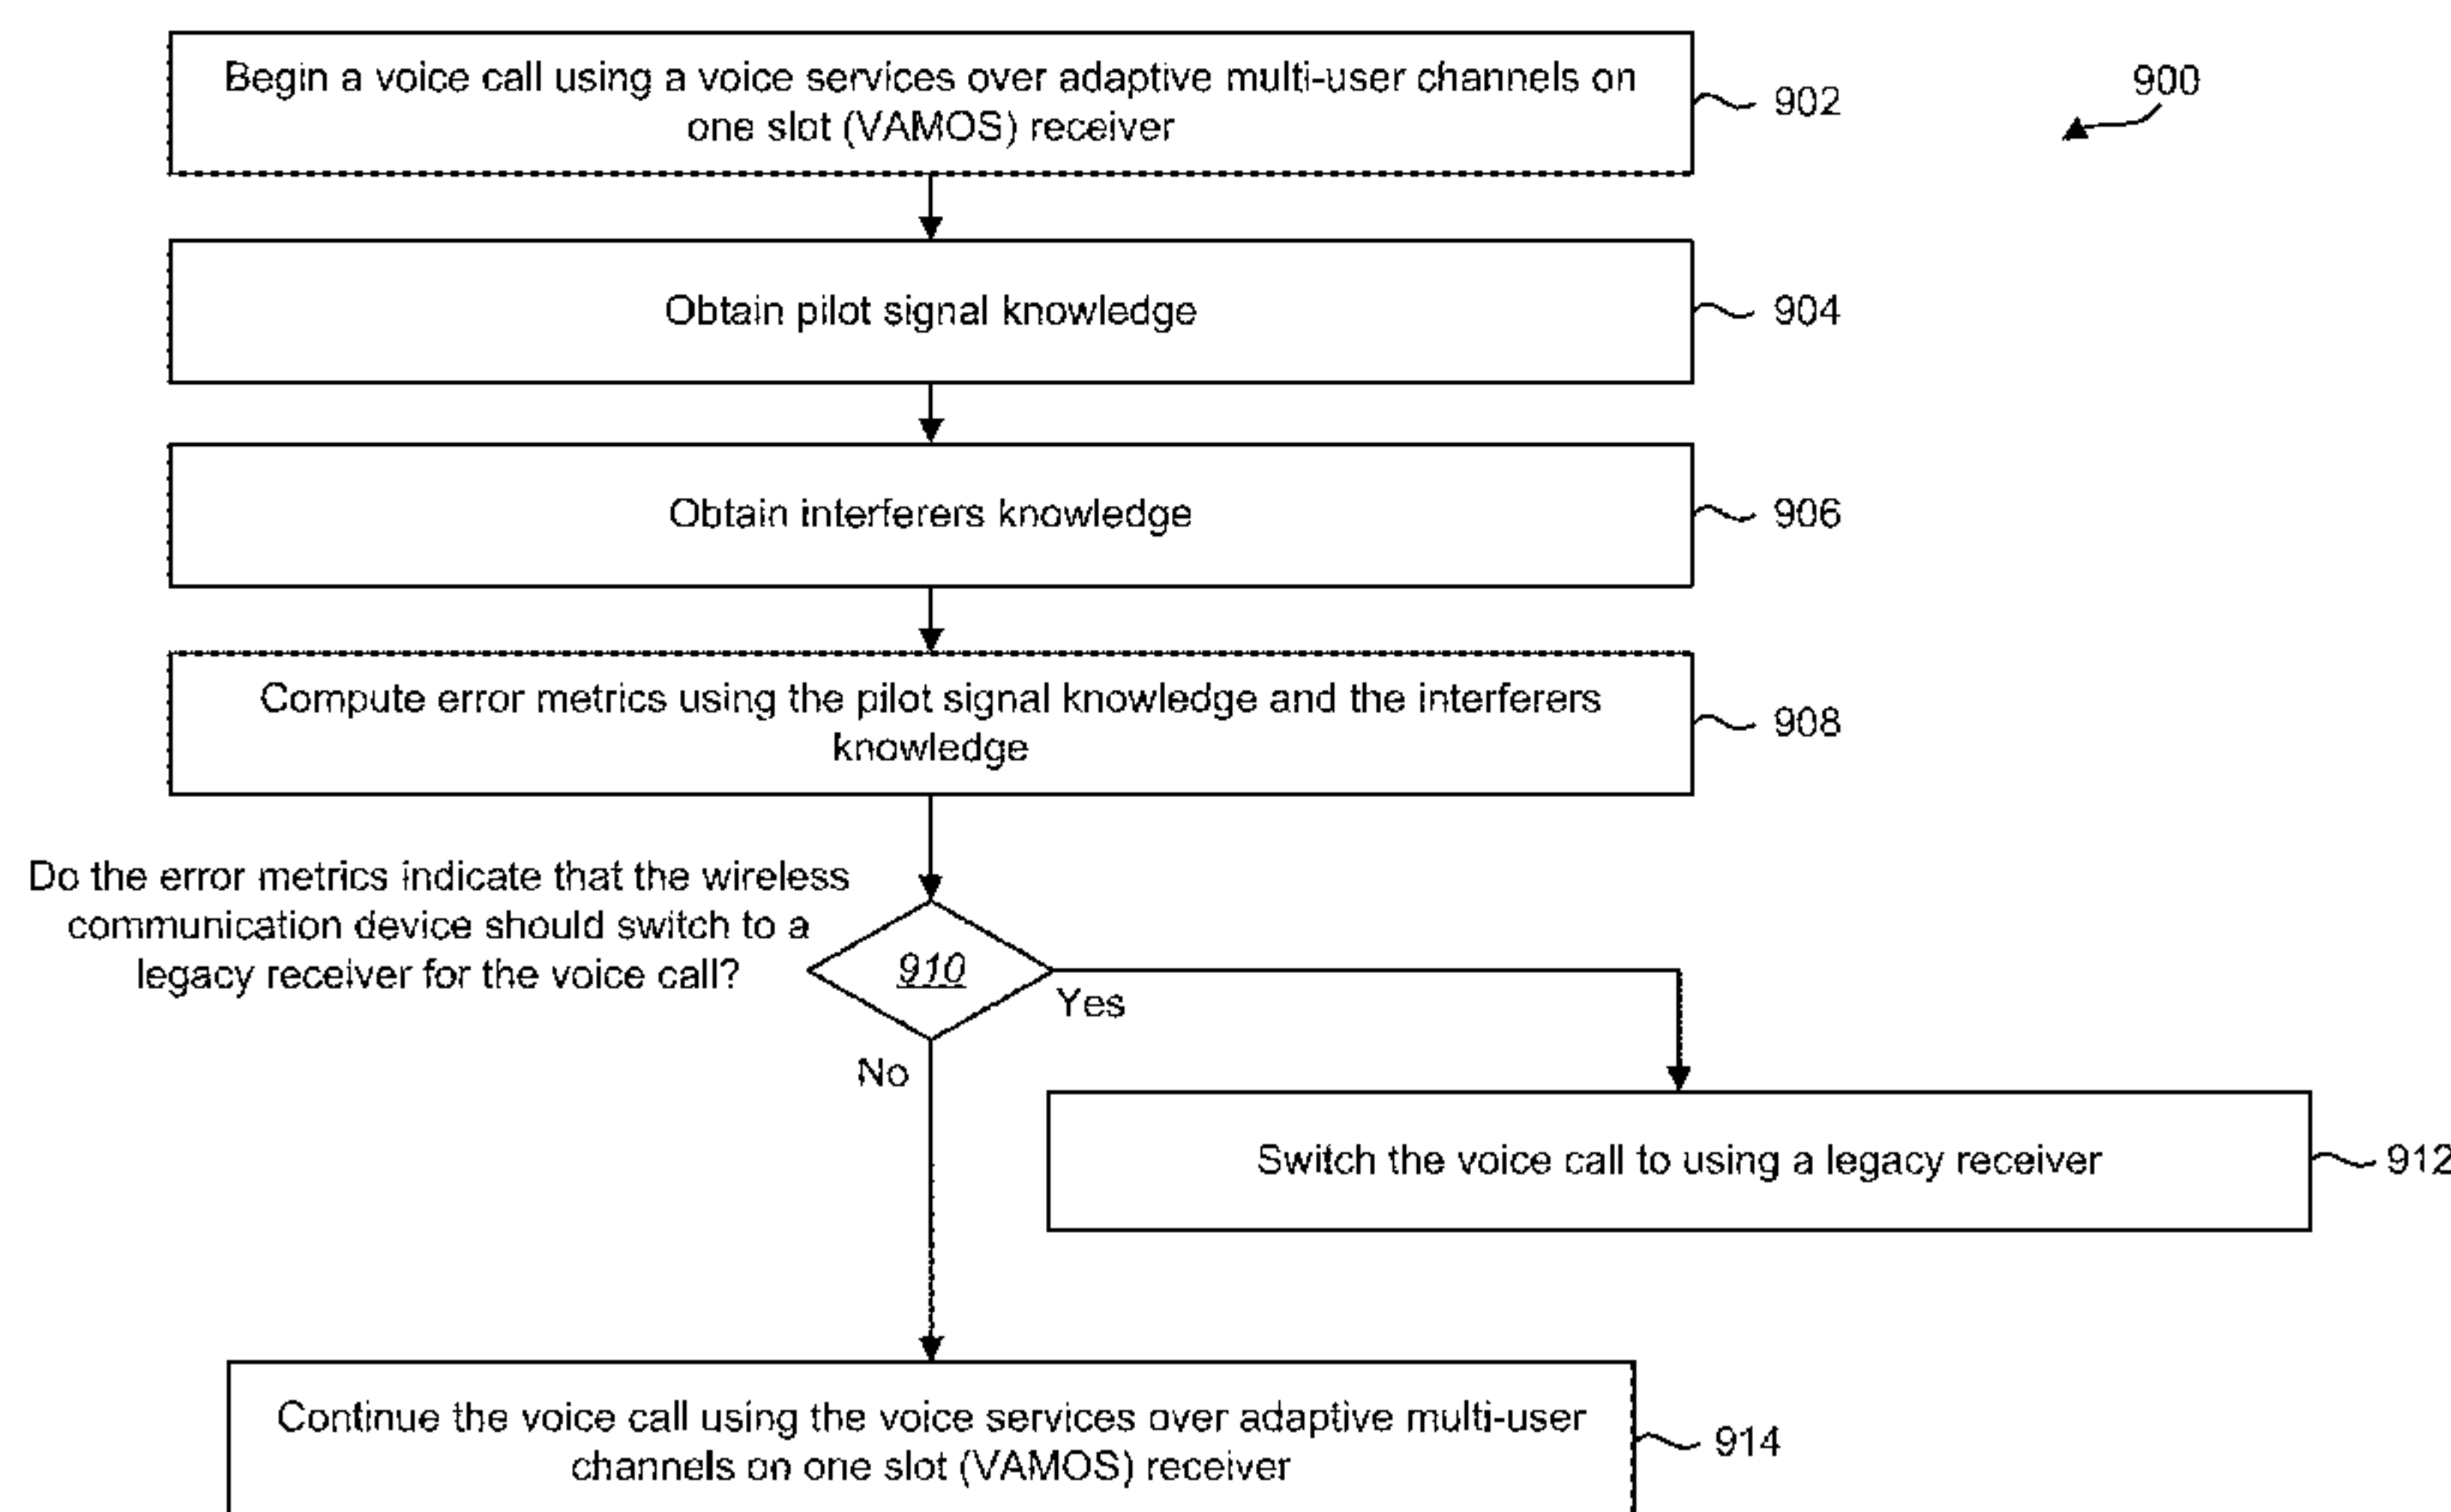 Begin a voice call using a voice services over adaptive multi-user channels on
one slot (VAMOS) receiver
902
900
Obtain pilot signal knowledge
904
Obtain interferers knowledge
906
Compute error metrics using the pilot signal knowledge and the interferers
knowledge
908
Do the error metrics indicate that the wireless
communication device should switch to a
legacy receiver for the voice call?
910
Yes
No
Switch the voice call to using a legacy receiver
912
Continue the voice call using the voice services over adaptive multi-user
channels on one slot (VAMOS) receiver
914